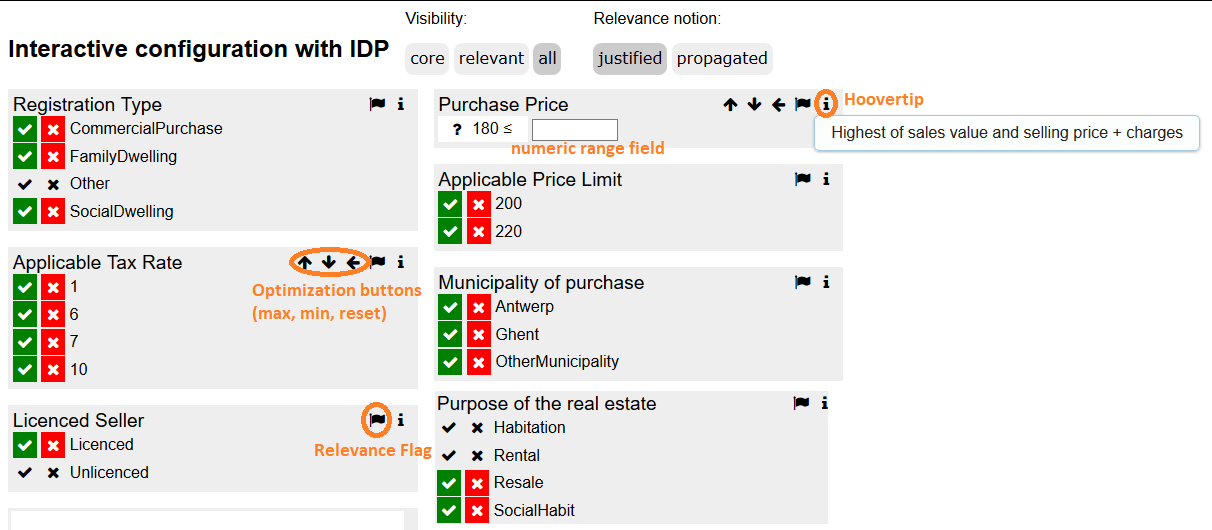 Visibility:
Relevance notion:
Interactive configuration with IDP
core relevant all
justified propagated
Registration Type
CommercialPurchase
FamilyDwelling
Other
SocialDwelling
Applicable Tax Rate
Optimization buttons
(max, min, reset)
1
6
7
10
Licenced Seller
Relevance Flag
Licenced
Unlicenced
Purchase Price
Hoovertip
Highest of sales value and selling price + charges
? 180 ≤
numeric range field
Applicable Price Limit
200
220
Municipality of purchase
Antwerp
Ghent
OtherMunicipality
Purpose of the real estate
Habitation
Rental
Resale
SocialHabit